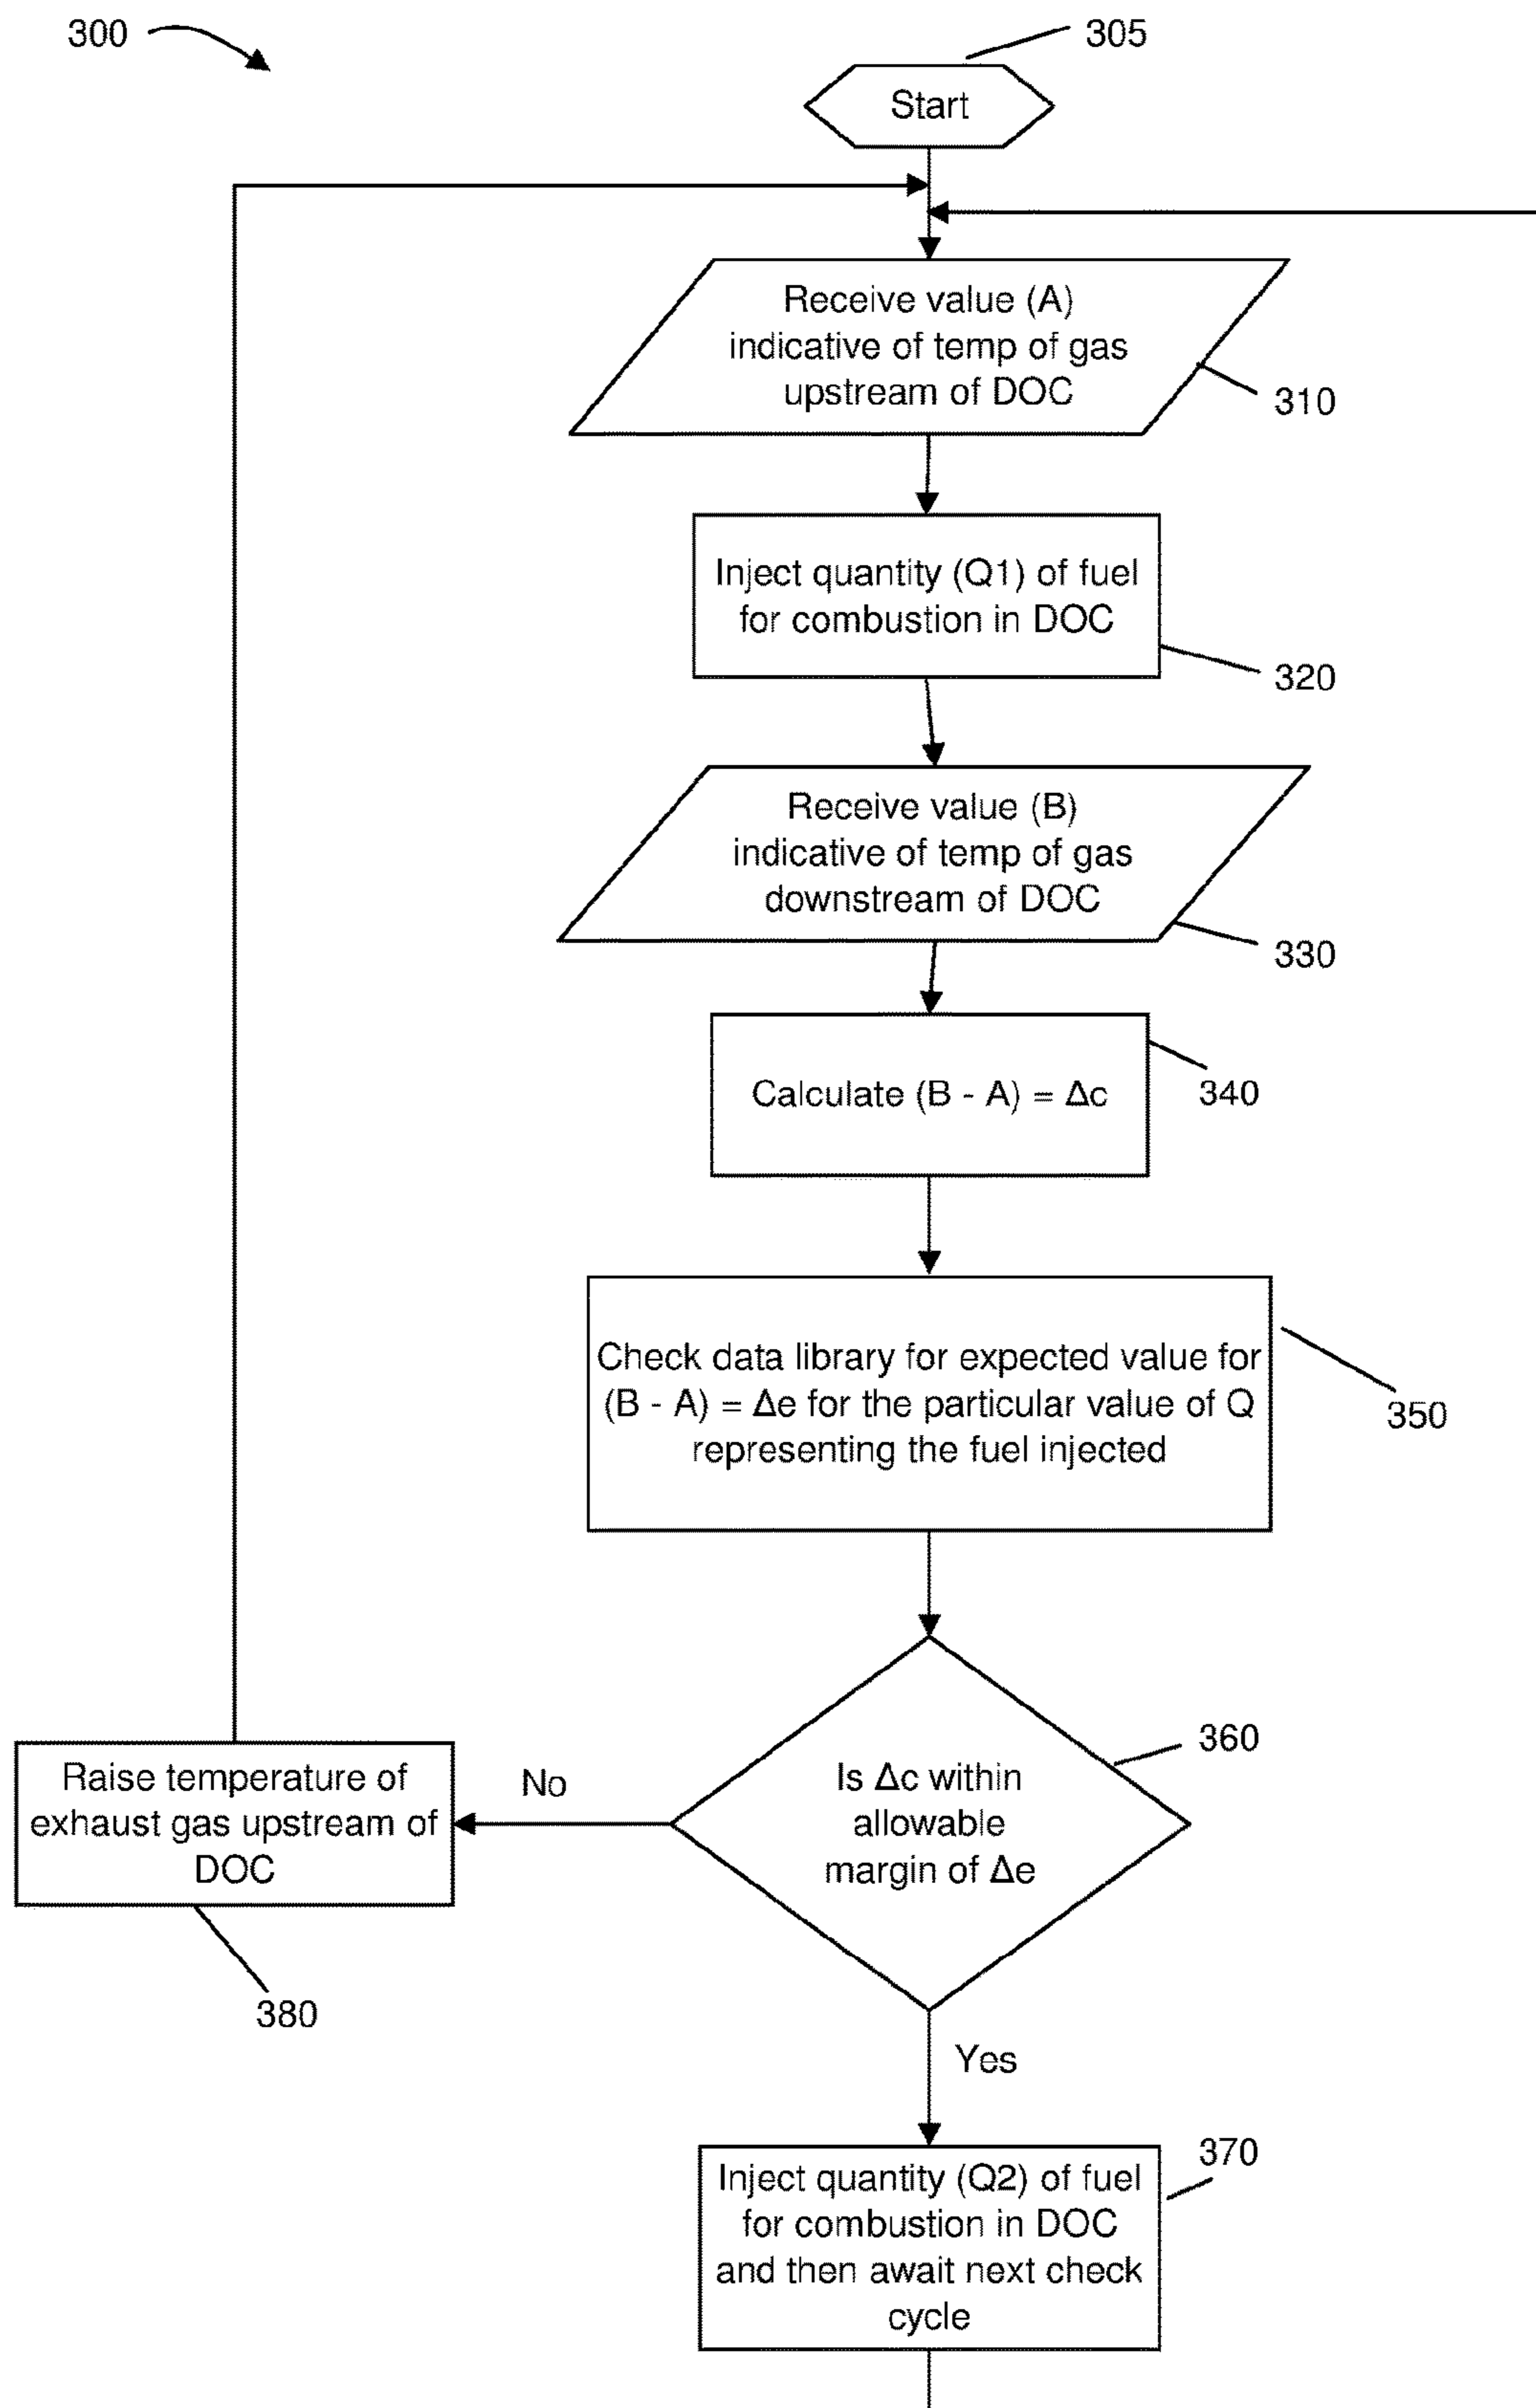 300
305
Start
Receive value (A)
indicative of temp of gas
upstream of DOC
310
Inject quantity (Q1) of fuel
for combustion in DOC
320
Receive value (B)
indicative of temp of gas
downstream of DOC
330
Calculate (B - A) = Δc
340
Check data library for expected value for
(B - A) = Δe for the particular value of Q
representing the fuel injected
350
Is Δc within
allowable
margin of Δe
360
No
Raise temperature of
exhaust gas upstream of
DOC
380
Yes
Inject quantity (Q2) of fuel
for combustion in DOC
and then await next check
cycle
370